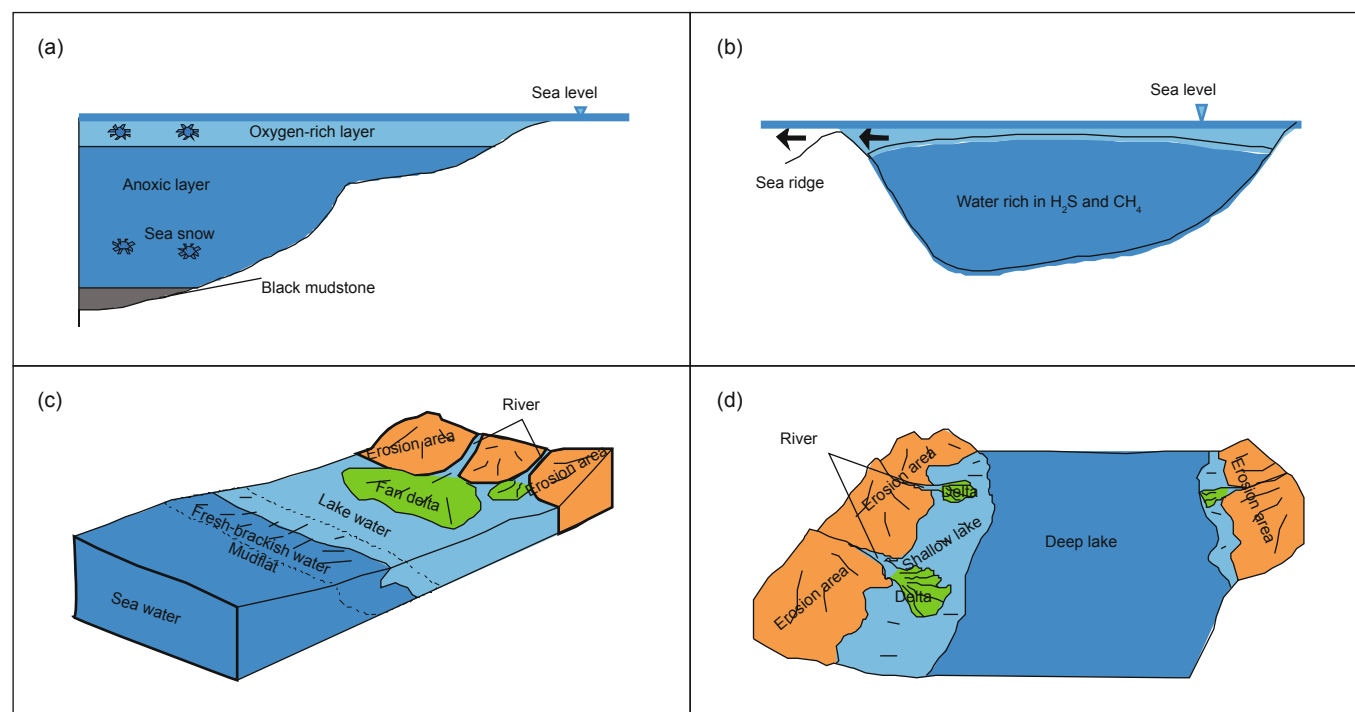 (a)
Sea level
Oxygen-rich layer
Anoxic layer
Sea snow
Black mudstone
(b)
Sea level
Sea ridge
Water rich in H₂S and CH₄
(c)
River
Erosion area
Erosion area
Fan delta
Lake water
Fresh-brackish water
Mudflat
Sea water
(d)
River
Erosion area
Delta
Erosion area
Shallow lake
Deep lake
Erosion area
Delta